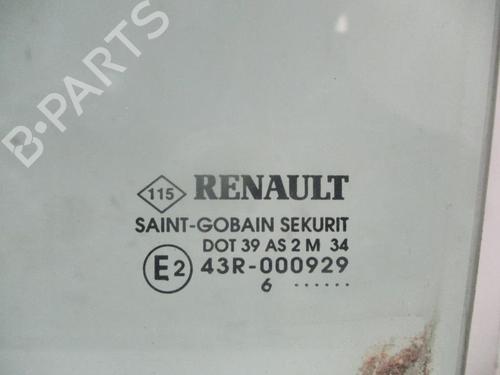 B-PARTS
115 RENAULT
SAINT-GOBAIN SEKURIT
DOT 39 AS 2 M 34
E2 43R-000929
6 ......